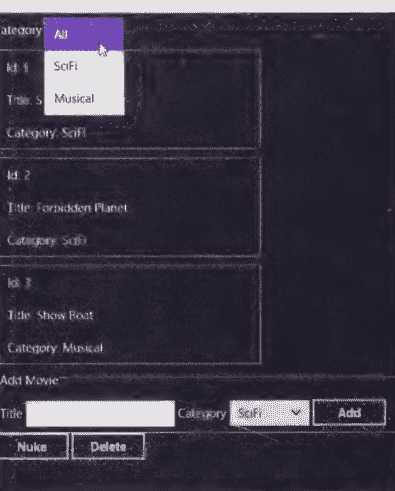 ategory
All
SciFi
Musical
Id: 1
Title: S
Category: SciFi
Id: 2
Title: Forbidden Planet
Category: SciFi
Id: 3
Title: Show Boat
Category: Musical
Add Movie
Title Category SciFi Add
Nuke Delete